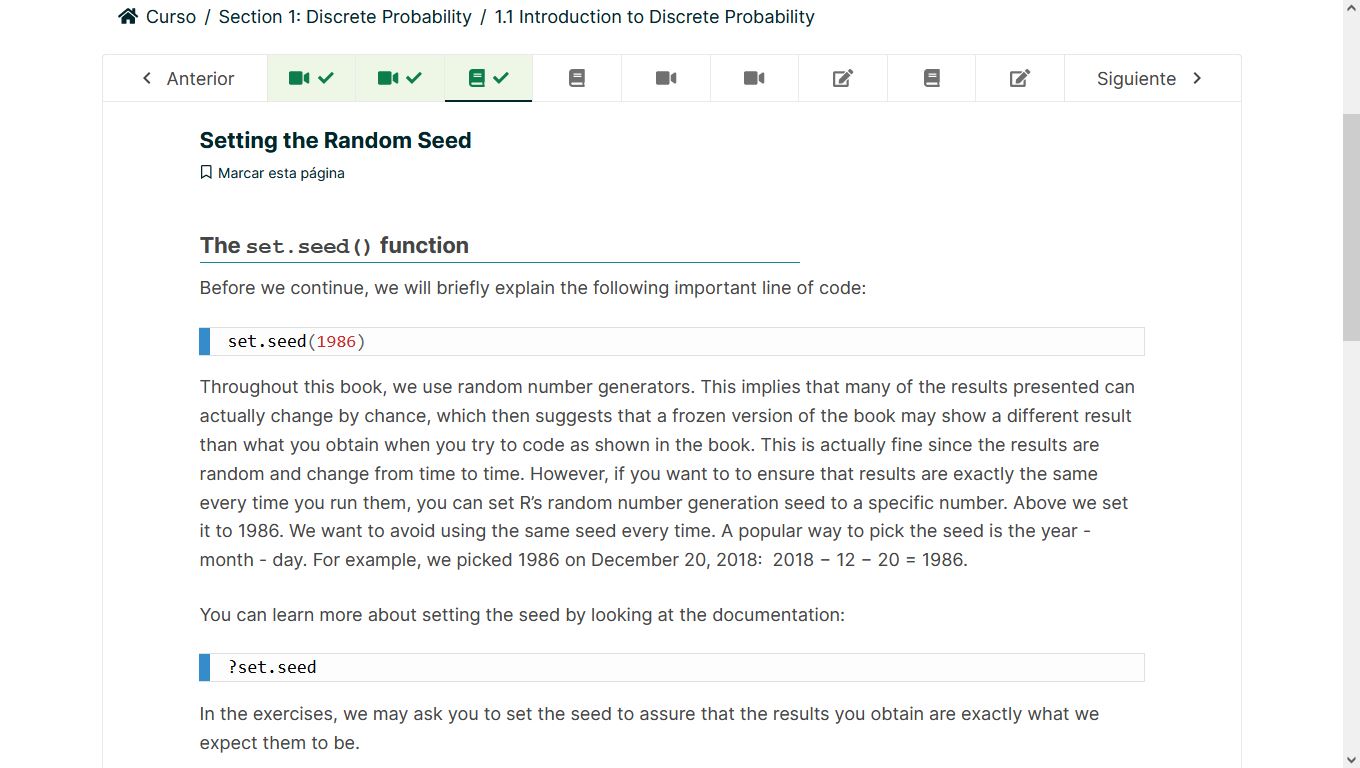 Curso / Section 1: Discrete Probability / 1.1 Introduction to Discrete Probability
Anterior
Siguiente
Setting the Random Seed
Marcar esta página
The set.seed() function
Before we continue, we will briefly explain the following important line of code:
set.seed(1986)
Throughout this book, we use random number generators. This implies that many of the results presented can
actually change by chance, which then suggests that a frozen version of the book may show a different result
than what you obtain when you try to code as shown in the book. This is actually fine since the results are
random and change from time to time. However, if you want to to ensure that results are exactly the same
every time you run them, you can set R’s random number generation seed to a specific number. Above we set
it to 1986. We want to avoid using the same seed every time. A popular way to pick the seed is the year -
month - day. For example, we picked 1986 on December 20, 2018:  2018 − 12 − 20 = 1986.
You can learn more about setting the seed by looking at the documentation:
?set.seed
In the exercises, we may ask you to set the seed to assure that the results you obtain are exactly what we
expect them to be.